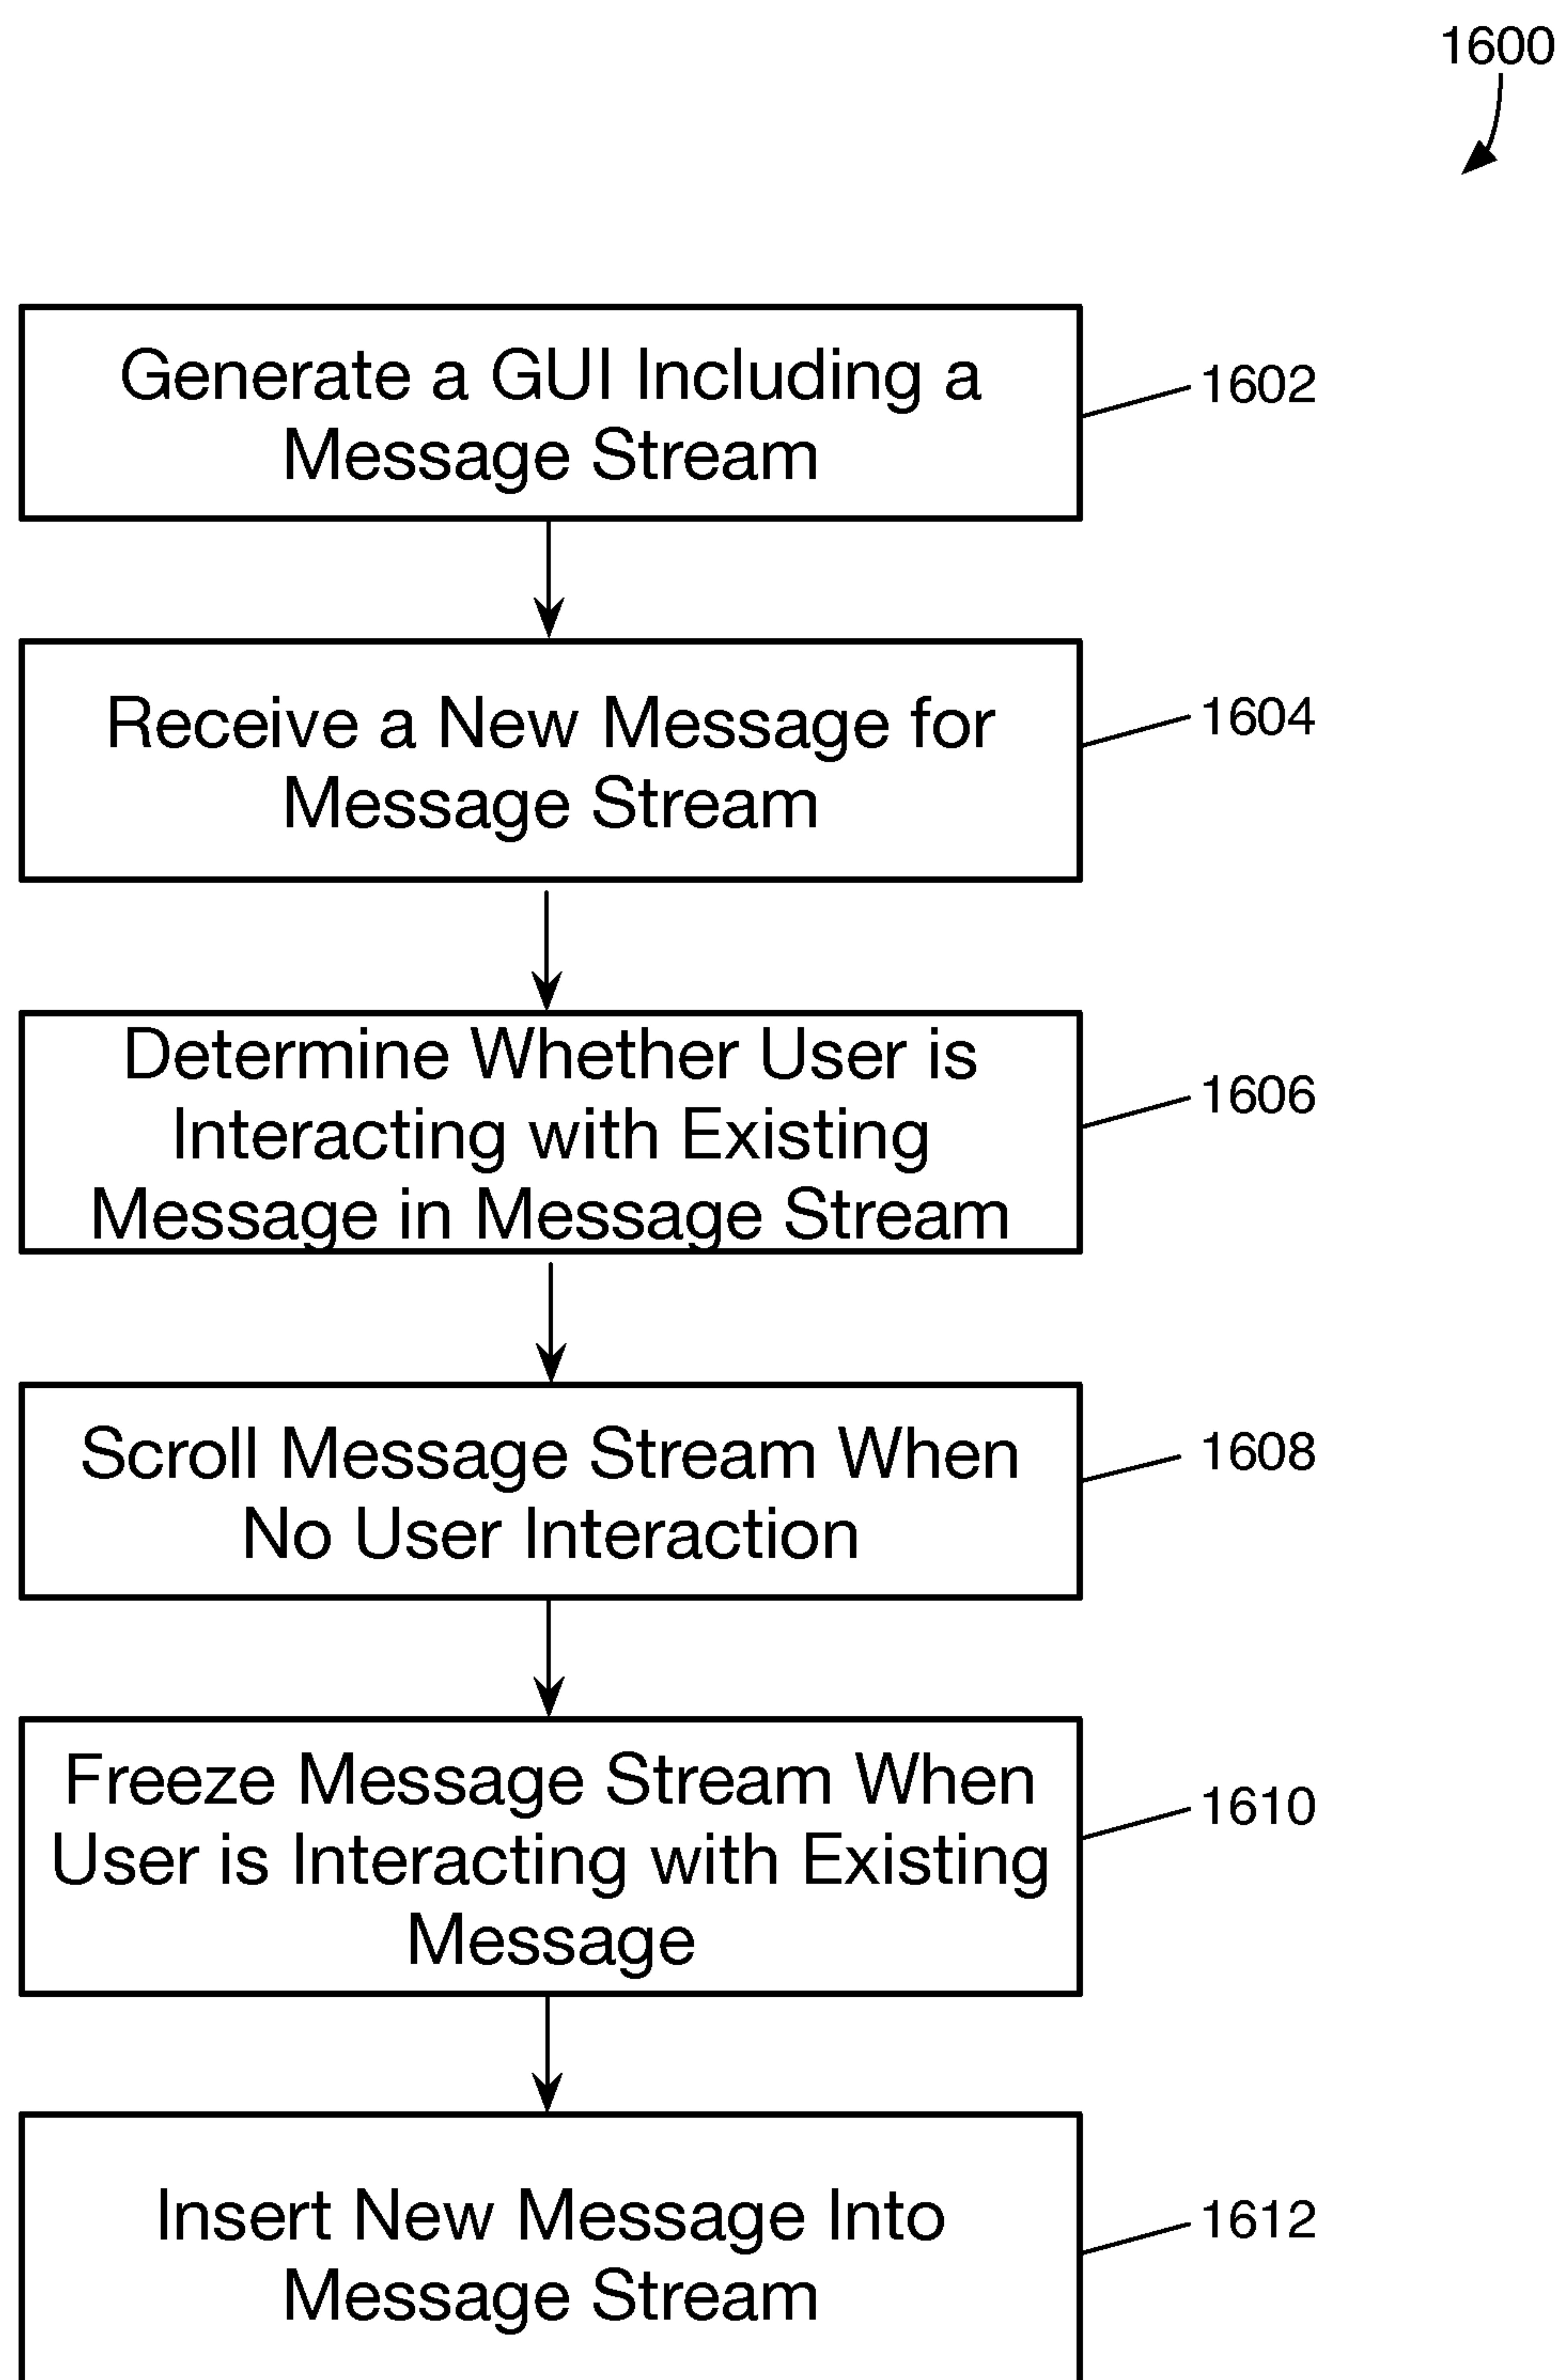 1600
Generate a GUI Including a
Message Stream
1602
Receive a New Message for
Message Stream
1604
Determine Whether User is
Interacting with Existing
Message in Message Stream
1606
Scroll Message Stream When
No User Interaction
1608
Freeze Message Stream When
User is Interacting with Existing
Message
1610
Insert New Message Into
Message Stream
1612